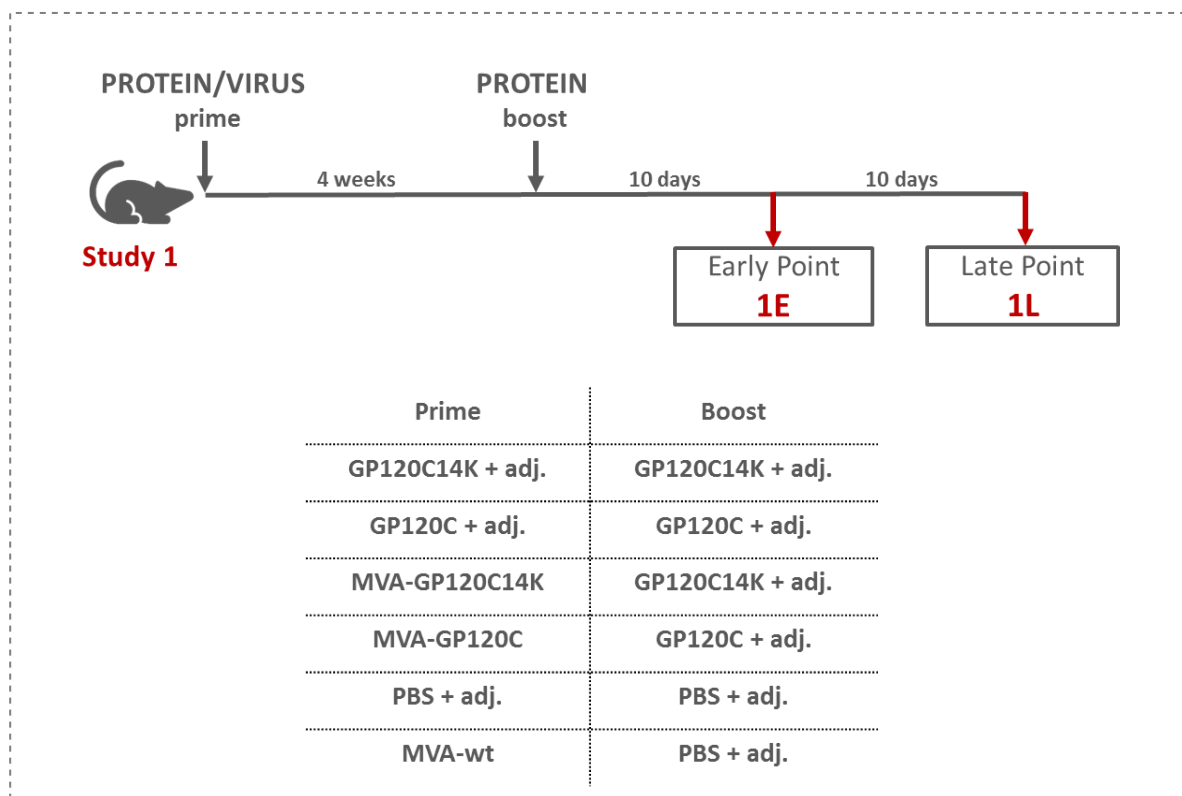 PROTEIN/VIRUS
prime
PROTEIN
boost
4 weeks
10 days
10 days
Study 1
Early Point
1E
Late Point
1L
Prime Boost
GP120C14K + adj. GP120C14K + adj.
GP120C + adj. GP120C + adj.
MVA-GP120C14K GP120C14K + adj.
MVA-GP120C GP120C + adj.
PBS + adj. PBS + adj.
MVA-wt PBS + adj.